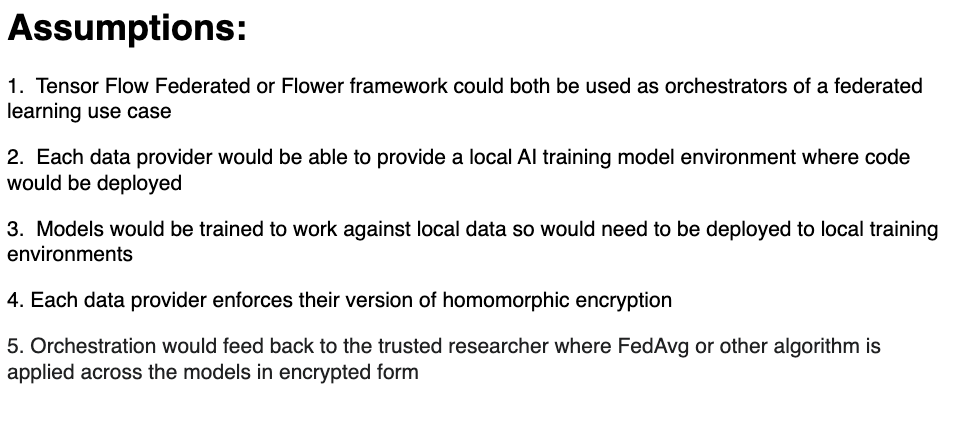 Assumptions:
1.  Tensor Flow Federated or Flower framework could both be used as orchestrators of a federated
learning use case
2.  Each data provider would be able to provide a local AI training model environment where code
would be deployed
3.  Models would be trained to work against local data so would need to be deployed to local training
environments
4. Each data provider enforces their version of homomorphic encryption
5. Orchestration would feed back to the trusted researcher where FedAvg or other algorithm is
applied across the models in encrypted form